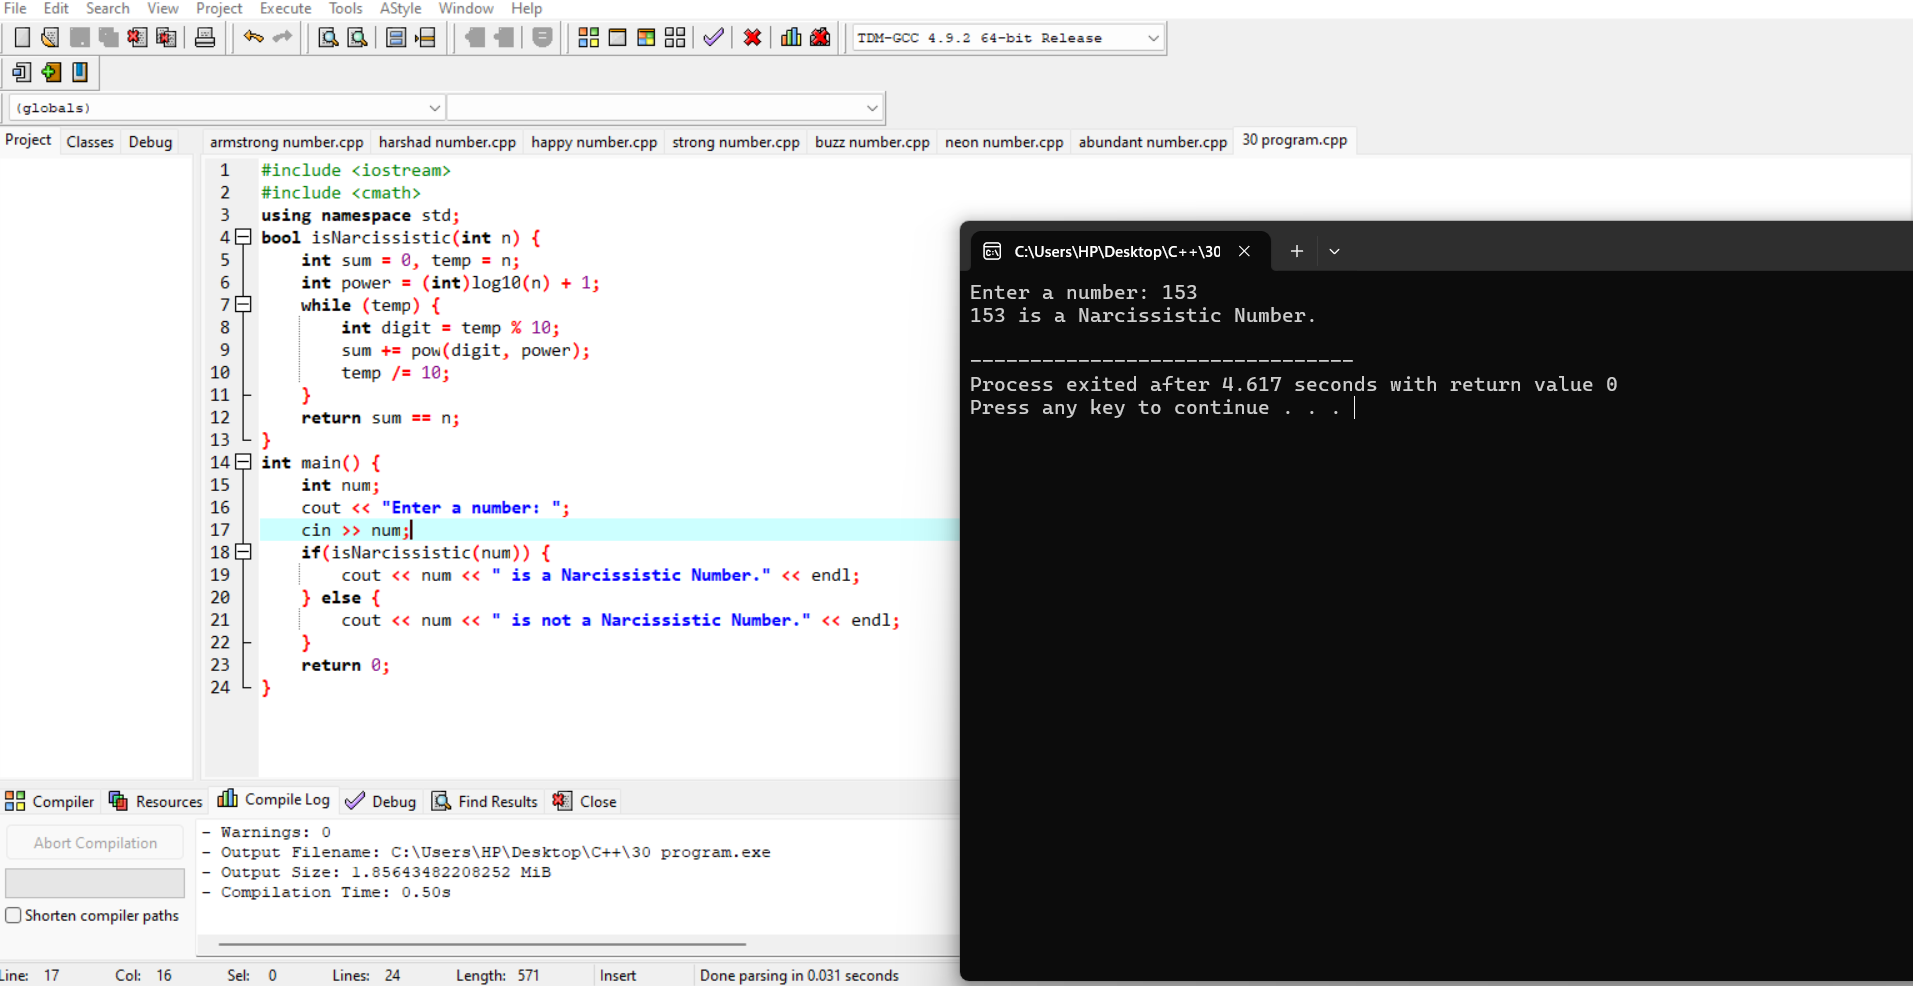 File Edit Search View Project Execute Tools AStyle Window Help
TDM-GCC 4.9.2 64-bit Release
(globals)
Project Classes Debug
armstrong number.cpp harshad number.cpp happy number.cpp strong number.cpp buzz number.cpp neon number.cpp abundant number.cpp 30 program.cpp
1 #include <iostream>
2 #include <cmath>
3 using namespace std;
4 bool isNarcissistic(int n) {
5     int sum = 0, temp = n;
6     int power = (int)log10(n) + 1;
7     while (temp) {
8         int digit = temp % 10;
9         sum += pow(digit, power);
10         temp /= 10;
11     }
12     return sum == n;
13 }
14 int main() {
15     int num;
16     cout << "Enter a number: ";
17     cin >> num;
18     if(isNarcissistic(num)) {
19         cout << num << " is a Narcissistic Number." << endl;
20     } else {
21         cout << num << " is not a Narcissistic Number." << endl;
22     }
23     return 0;
24 }
C:\Users\HP\Desktop\C++\30
Enter a number: 153
153 is a Narcissistic Number.
--------------------------------
Process exited after 4.617 seconds with return value 0
Press any key to continue . . .
Compiler Resources Compile Log Debug Find Results Close
Abort Compilation
Shorten compiler paths
- Warnings: 0
- Output Filename: C:\Users\HP\Desktop\C++\30 program.exe
- Output Size: 1.85643482208252 MiB
- Compilation Time: 0.50s
Line: 17 Col: 16 Sel: 0 Lines: 24 Length: 571 Insert Done parsing in 0.031 seconds